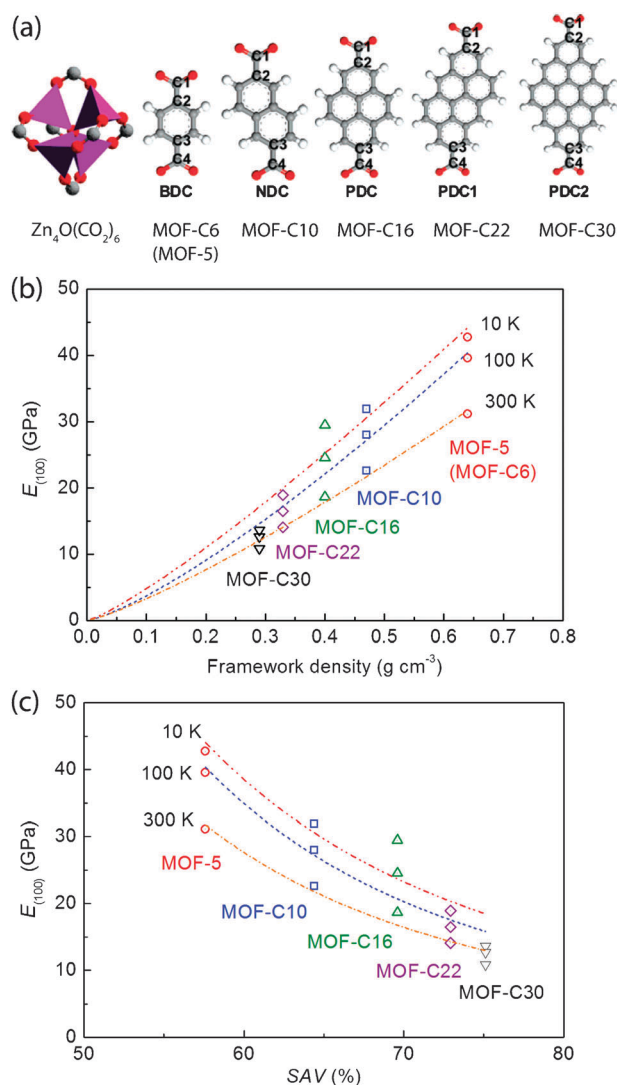 (a)
C1 C1 C1 C1 C1
C2 C2 C2 C2 C2
C3 C3 C3 C3 C3
C4 C4 C4 C4 C4
BDC NDC PDC PDC1 PDC2
Zn₄O(CO₂)₆ MOF-C6 MOF-C10 MOF-C16 MOF-C22 MOF-C30
(MOF-5)
(b)
50
40
30
20
10
0
E(100) (GPa)
10 K
100 K
300 K
MOF-5
(MOF-C6)
MOF-C10
MOF-C16
MOF-C22
MOF-C30
0.0 0.1 0.2 0.3 0.4 0.5 0.6 0.7 0.8
Framework density (g cm⁻³)
(c)
50
40
30
20
10
0
E(100) (GPa)
10 K
100 K
300 K
MOF-5
MOF-C10
MOF-C16
MOF-C22
MOF-C30
50 60 70 80
SAV (%)